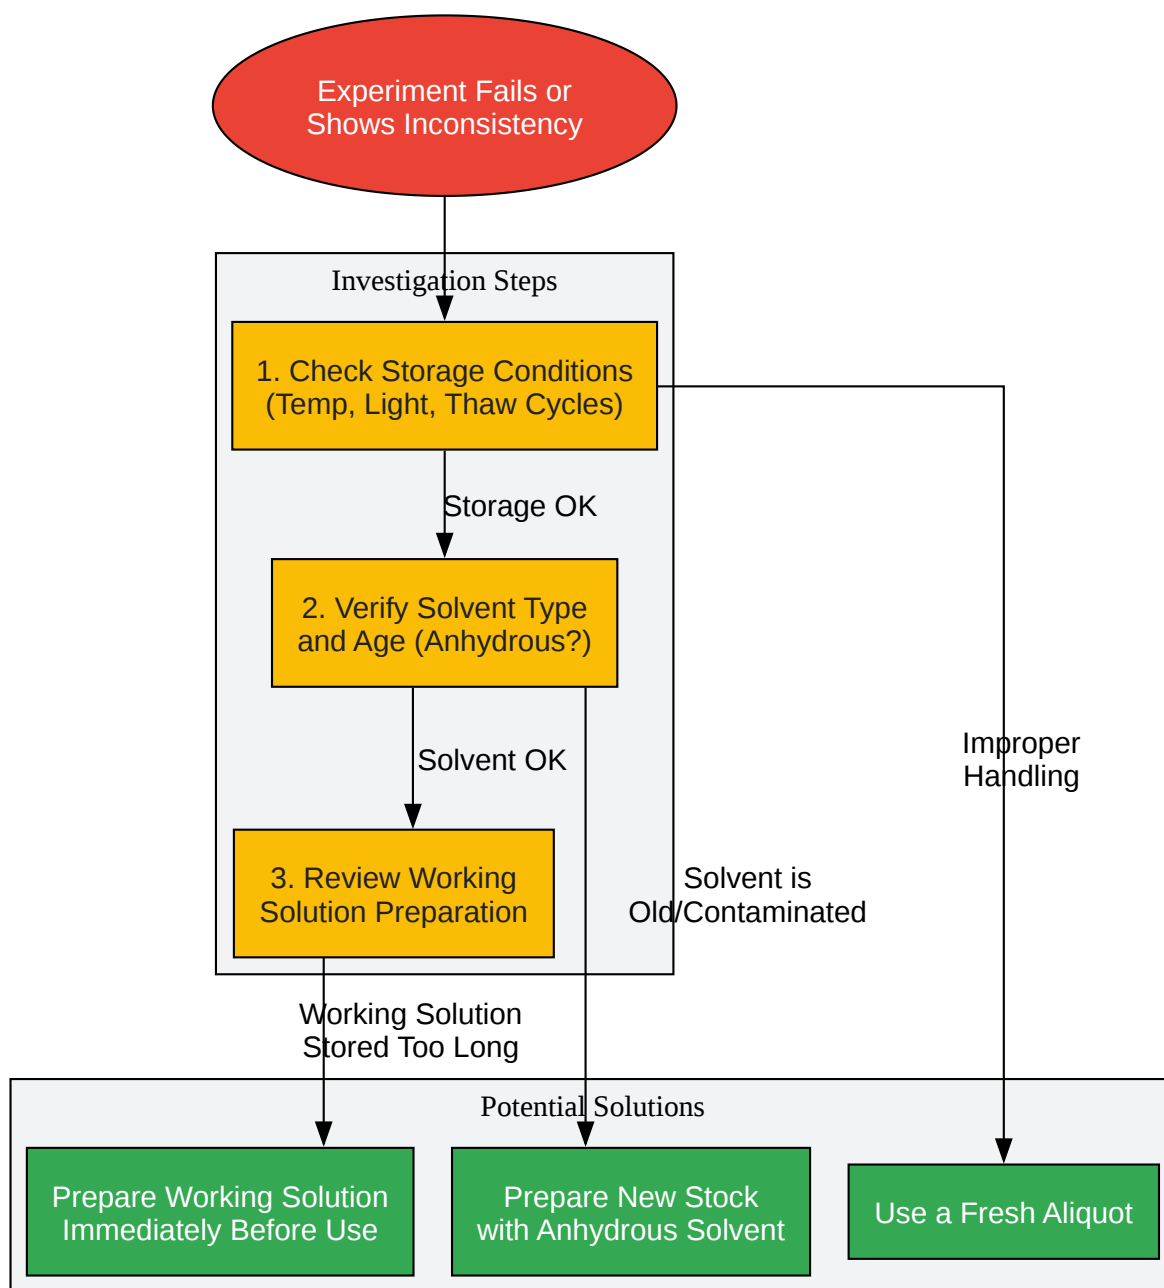 Experiment Fails or
Shows Inconsistency
Investigation Steps
1. Check Storage Conditions
(Temp, Light, Thaw Cycles)
Storage OK
2. Verify Solvent Type
and Age (Anhydrous?)
Solvent OK
Improper
Handling
3. Review Working
Solution Preparation
Solvent is
Old/Contaminated
Working Solution
Stored Too Long
Potential Solutions
Prepare Working Solution
Immediately Before Use
Prepare New Stock
with Anhydrous Solvent
Use a Fresh Aliquot